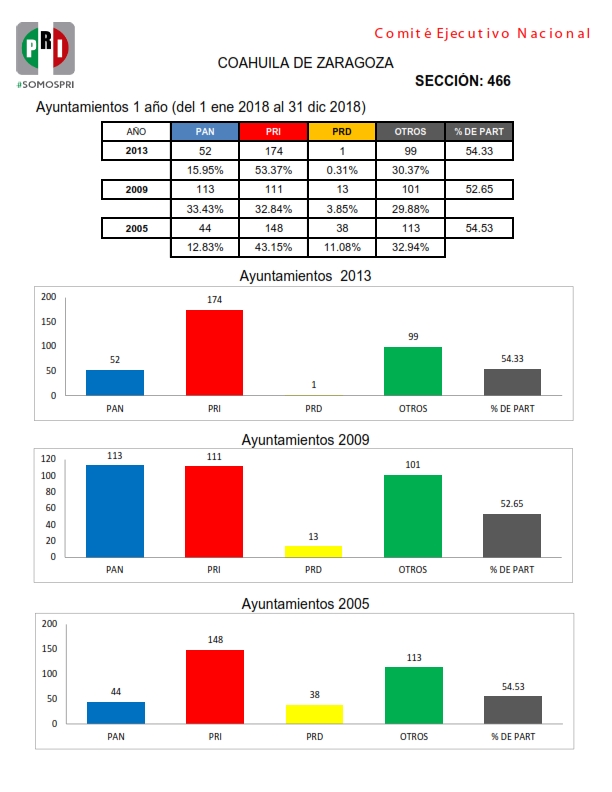 Comité Ejecutivo Nacional
PRI
#SOMOSPRI
COAHUILA DE ZARAGOZA
SECCIÓN: 466
Ayuntamientos 1 año (del 1 ene 2018 al 31 dic 2018)
AÑO PAN PRI PRD OTROS % DE PART
2013 52 174 1 99 54.33
15.95% 53.37% 0.31% 30.37%
2009 113 111 13 101 52.65
33.43% 32.84% 3.85% 29.88%
2005 44 148 38 113 54.53
12.83% 43.15% 11.08% 32.94%
Ayuntamientos 2013
200
150
100
50
0
52 174 1 99 54.33
PAN PRI PRD OTROS % DE PART
Ayuntamientos 2009
120
100
80
60
40
20
0
113 111 13 101 52.65
PAN PRI PRD OTROS % DE PART
Ayuntamientos 2005
200
150
100
50
0
44 148 38 113 54.53
PAN PRI PRD OTROS % DE PART